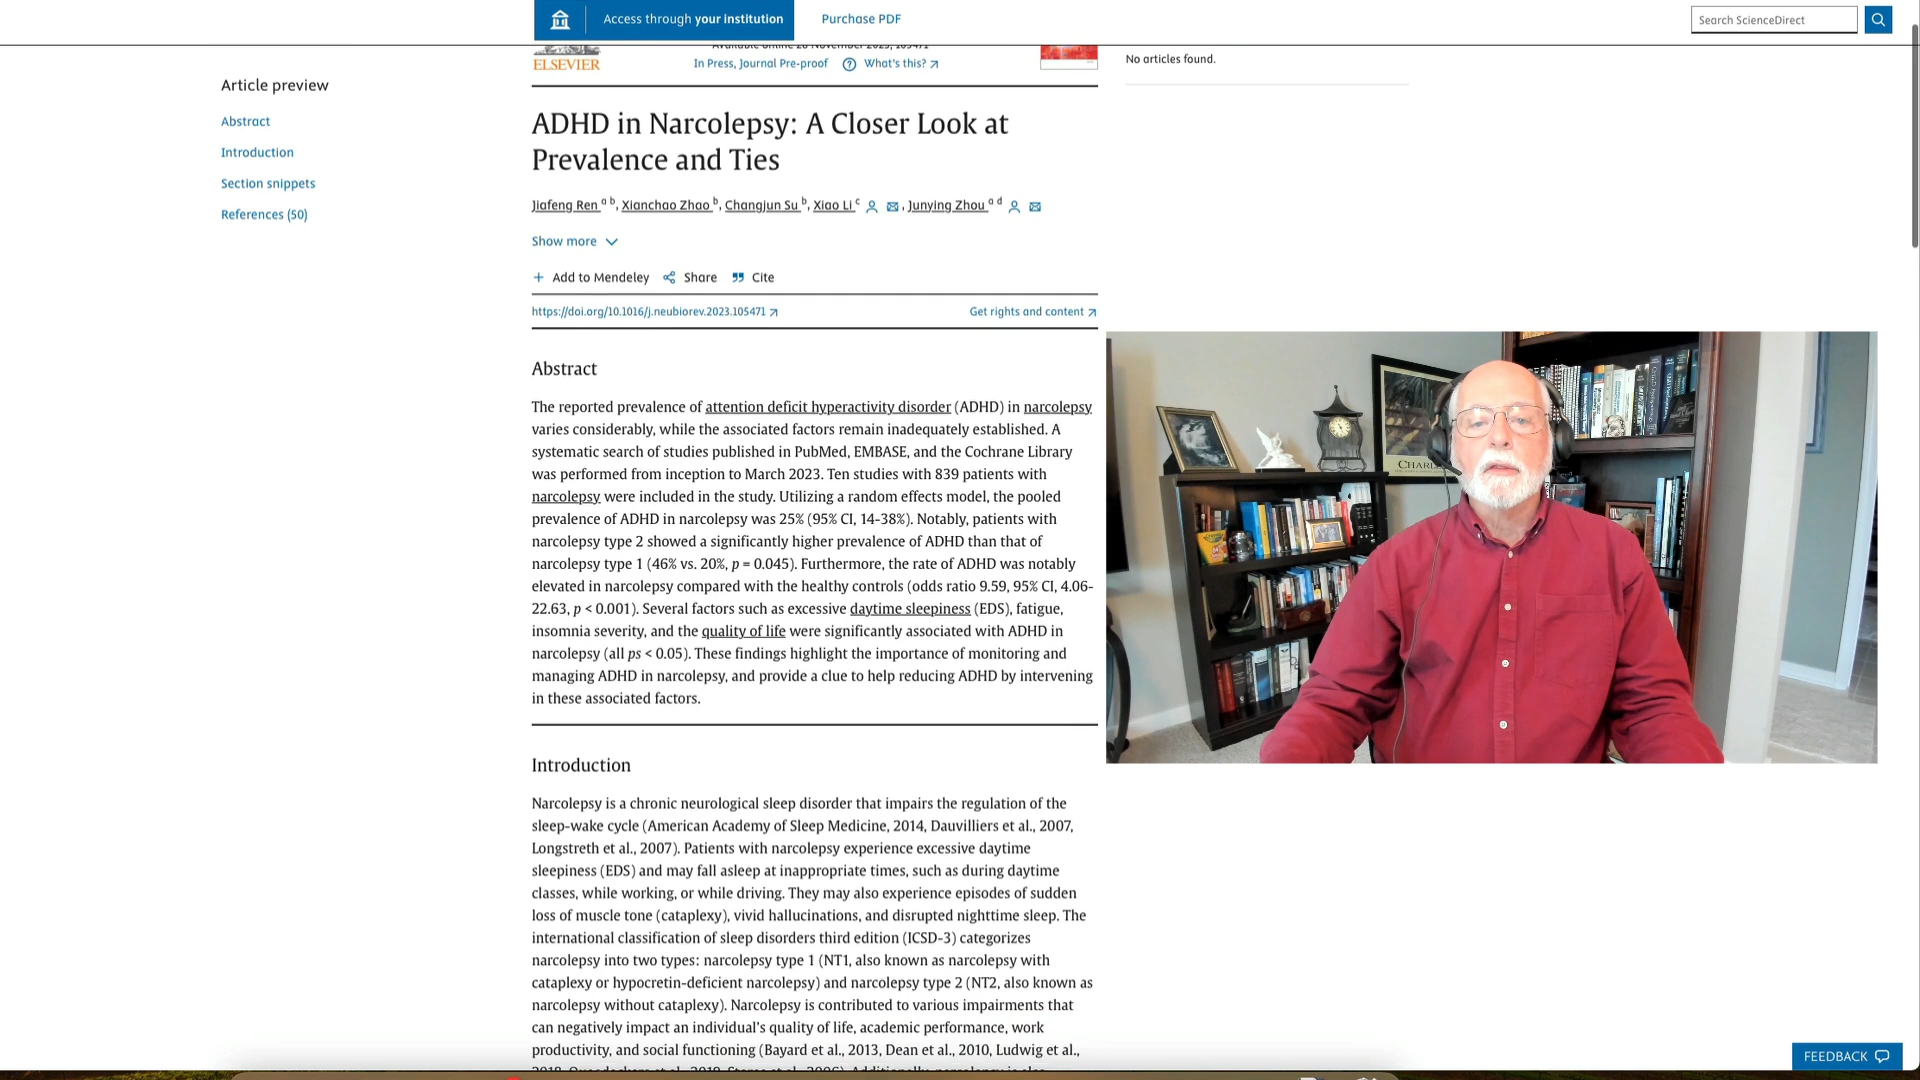 Access through your institution
Purchase PDF
Search ScienceDirect
Available online 28 November 2023, 105471
ELSEVIER
In Press, Journal Pre-proof
What's this?
No articles found.
Article preview
Abstract
Introduction
Section snippets
References (50)
ADHD in Narcolepsy: A Closer Look at
Prevalence and Ties
Jiafeng Ren a b, Xianchao Zhao b, Changjun Su b, Xiao Li c, Junying Zhou a d
Show more
Add to Mendeley
Share
Cite
https://doi.org/10.1016/j.neubiorev.2023.105471
Get rights and content
Abstract
The reported prevalence of attention deficit hyperactivity disorder (ADHD) in narcolepsy
varies considerably, while the associated factors remain inadequately established. A
systematic search of studies published in PubMed, EMBASE, and the Cochrane Library
was performed from inception to March 2023. Ten studies with 839 patients with
narcolepsy were included in the study. Utilizing a random effects model, the pooled
prevalence of ADHD in narcolepsy was 25% (95% CI, 14-38%). Notably, patients with
narcolepsy type 2 showed a significantly higher prevalence of ADHD than that of
narcolepsy type 1 (46% vs. 20%, p = 0.045). Furthermore, the rate of ADHD was notably
elevated in narcolepsy compared with the healthy controls (odds ratio 9.59, 95% CI, 4.06-
22.63, p < 0.001). Several factors such as excessive daytime sleepiness (EDS), fatigue,
insomnia severity, and the quality of life were significantly associated with ADHD in
narcolepsy (all ps < 0.05). These findings highlight the importance of monitoring and
managing ADHD in narcolepsy, and provide a clue to help reducing ADHD by intervening
in these associated factors.
Introduction
Narcolepsy is a chronic neurological sleep disorder that impairs the regulation of the
sleep-wake cycle (American Academy of Sleep Medicine, 2014, Dauvilliers et al., 2007,
Longstreth et al., 2007). Patients with narcolepsy experience excessive daytime
sleepiness (EDS) and may fall asleep at inappropriate times, such as during daytime
classes, while working, or while driving. They may also experience episodes of sudden
loss of muscle tone (cataplexy), vivid hallucinations, and disrupted nighttime sleep. The
international classification of sleep disorders third edition (ICSD-3) categorizes
narcolepsy into two types: narcolepsy type 1 (NT1, also known as narcolepsy with
cataplexy or hypocretin-deficient narcolepsy) and narcolepsy type 2 (NT2, also known as
narcolepsy without cataplexy). Narcolepsy is contributed to various impairments that
can negatively impact an individual's quality of life, academic performance, work
productivity, and social functioning (Bayard et al., 2013, Dean et al., 2010, Ludwig et al.,
FEEDBACK